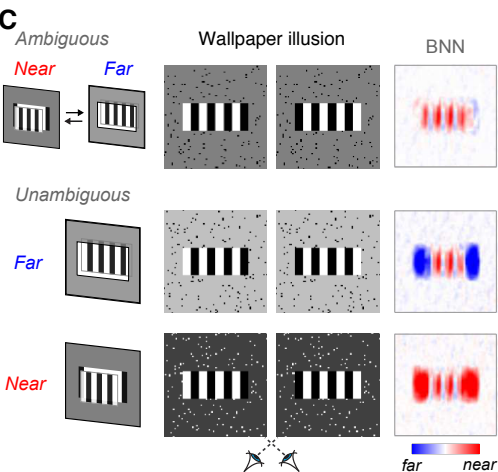 C
Ambiguous
Near Far
Wallpaper illusion
BNN
Unambiguous
Far
Near
far near